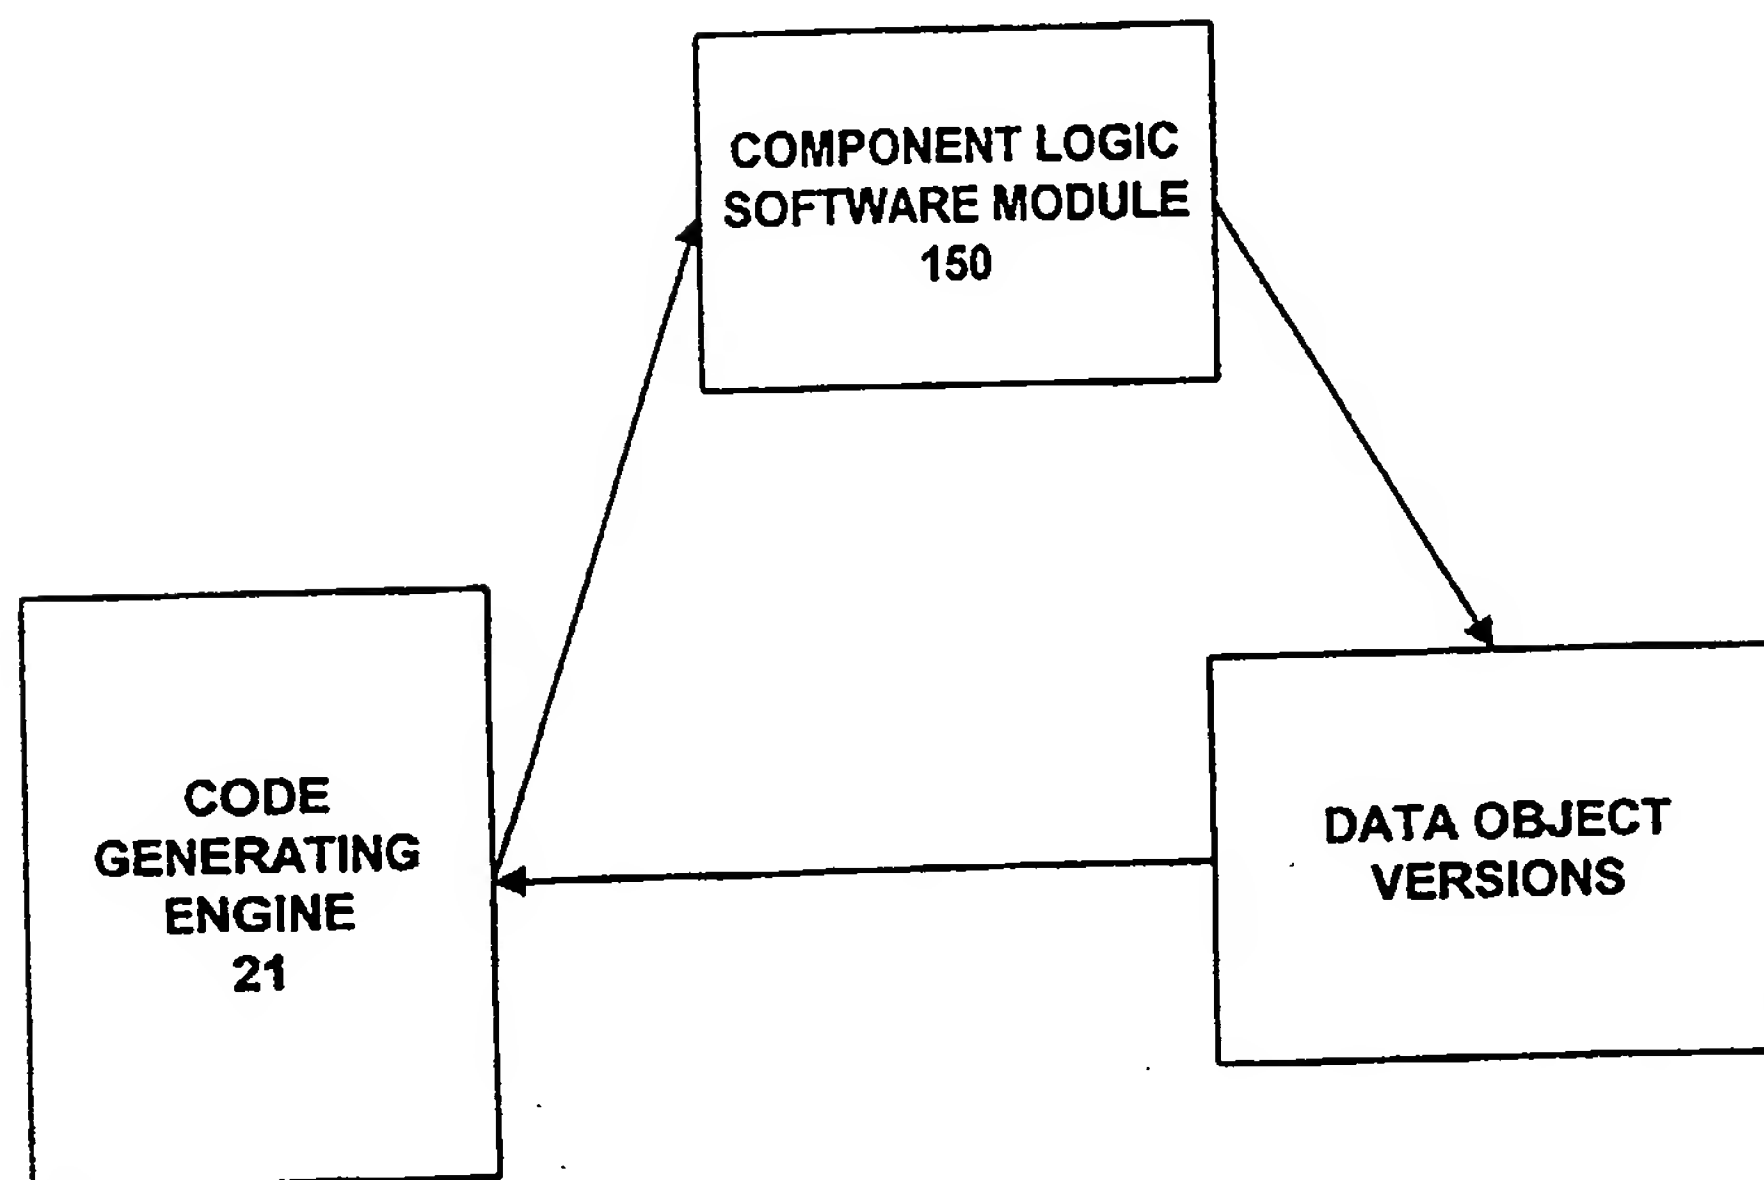 COMPONENT LOGIC
SOFTWARE MODULE
150
CODE
GENERATING
ENGINE
21
DATA OBJECT
VERSIONS